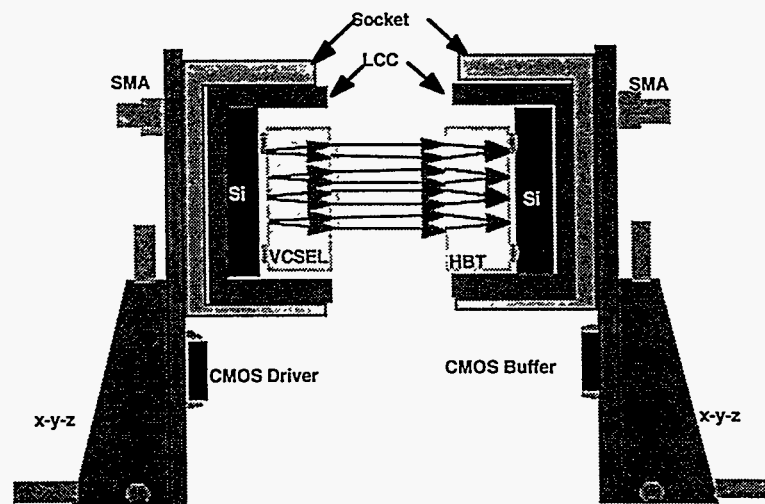 Socket
LCC
SMA
SMA
Si
Si
VCSEL
HBT
CMOS Driver
CMOS Buffer
x-y-z
x-y-z